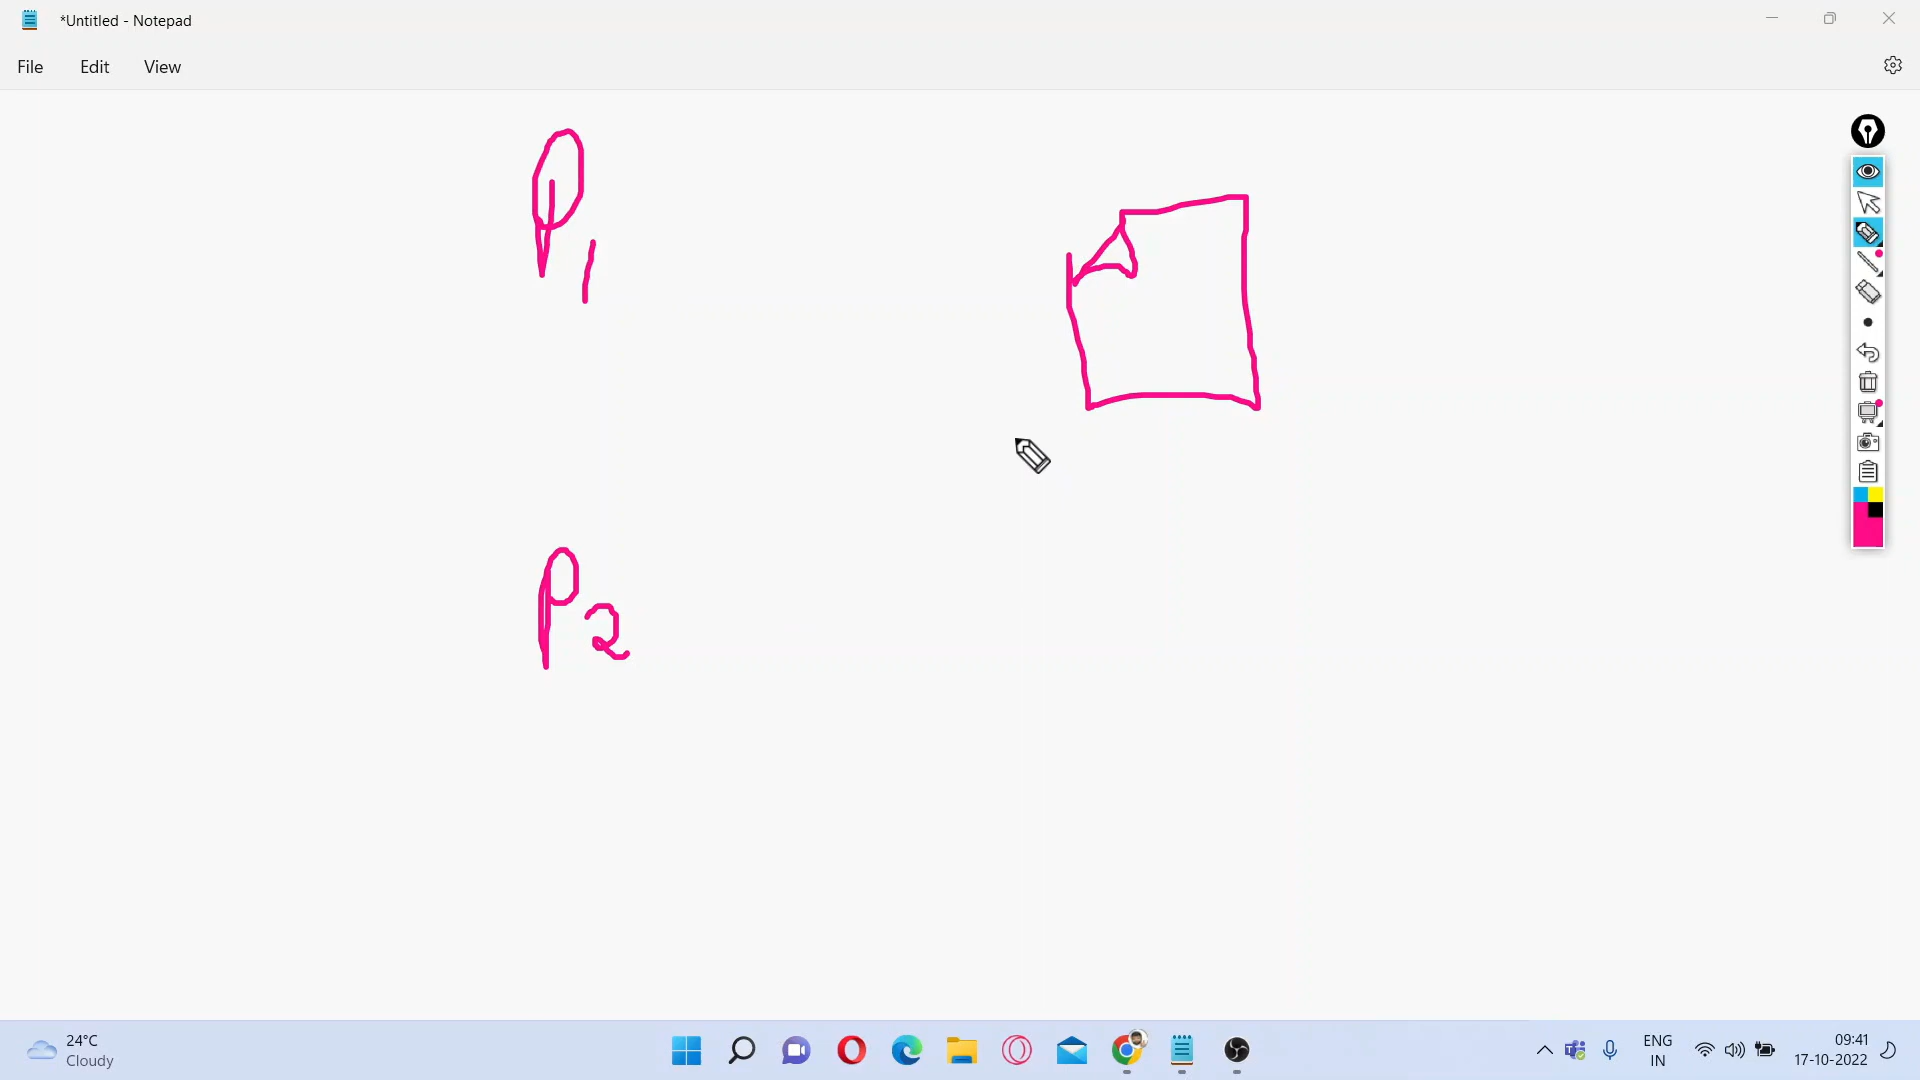 *Untitled - Notepad
File Edit View
P1
P2
24°C
Cloudy
ENG
IN
09:41
17-10-2022